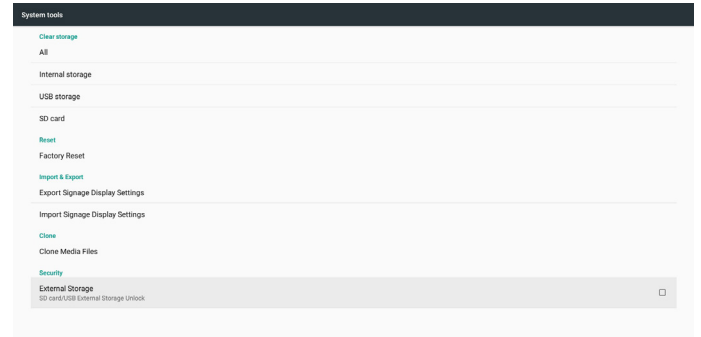 System tools
Clear storage
All
Internal storage
USB storage
SD card
Reset
Factory Reset
Import & Export
Export Signage Display Settings
Import Signage Display Settings
Clone
Clone Media Files
Security
External Storage
SD card/USB External Storage Unlock